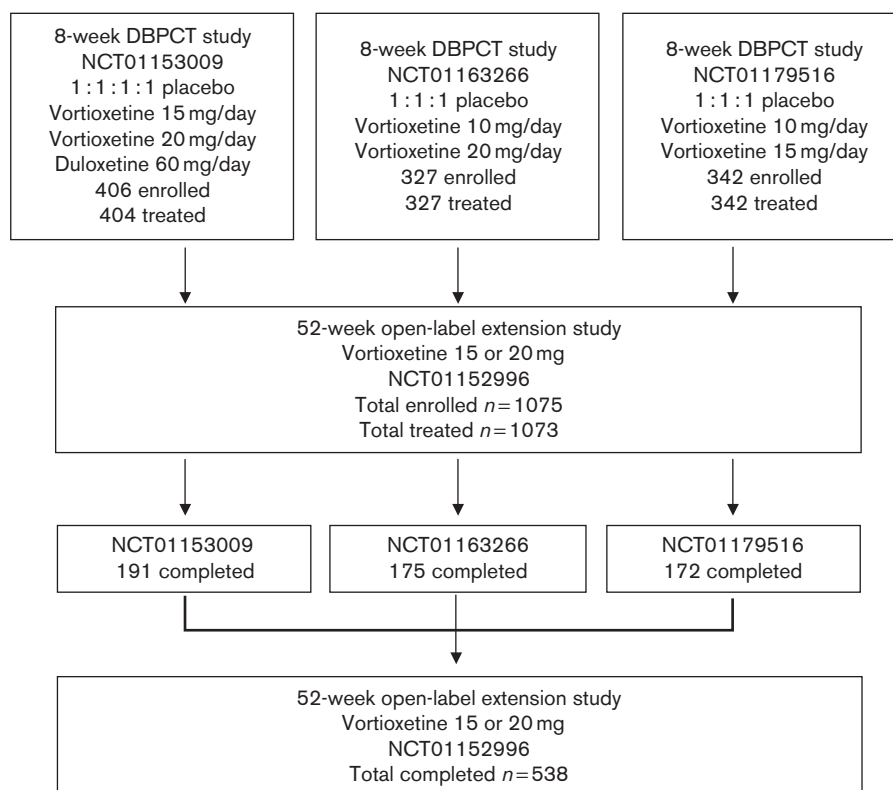 8-week DBPCT study
NCT01153009
1 : 1 : 1 : 1 placebo
Vortioxetine 15 mg/day
Vortioxetine 20 mg/day
Duloxetine 60 mg/day
406 enrolled
404 treated
8-week DBPCT study
NCT01163266
1 : 1 : 1 placebo
Vortioxetine 10 mg/day
Vortioxetine 20 mg/day
327 enrolled
327 treated
8-week DBPCT study
NCT01179516
1 : 1 : 1 placebo
Vortioxetine 10 mg/day
Vortioxetine 15 mg/day
342 enrolled
342 treated
52-week open-label extension study
Vortioxetine 15 or 20 mg
NCT01152996
Total enrolled n = 1075
Total treated n = 1073
NCT01153009
191 completed
NCT01163266
175 completed
NCT01179516
172 completed
52-week open-label extension study
Vortioxetine 15 or 20 mg
NCT01152996
Total completed n = 538